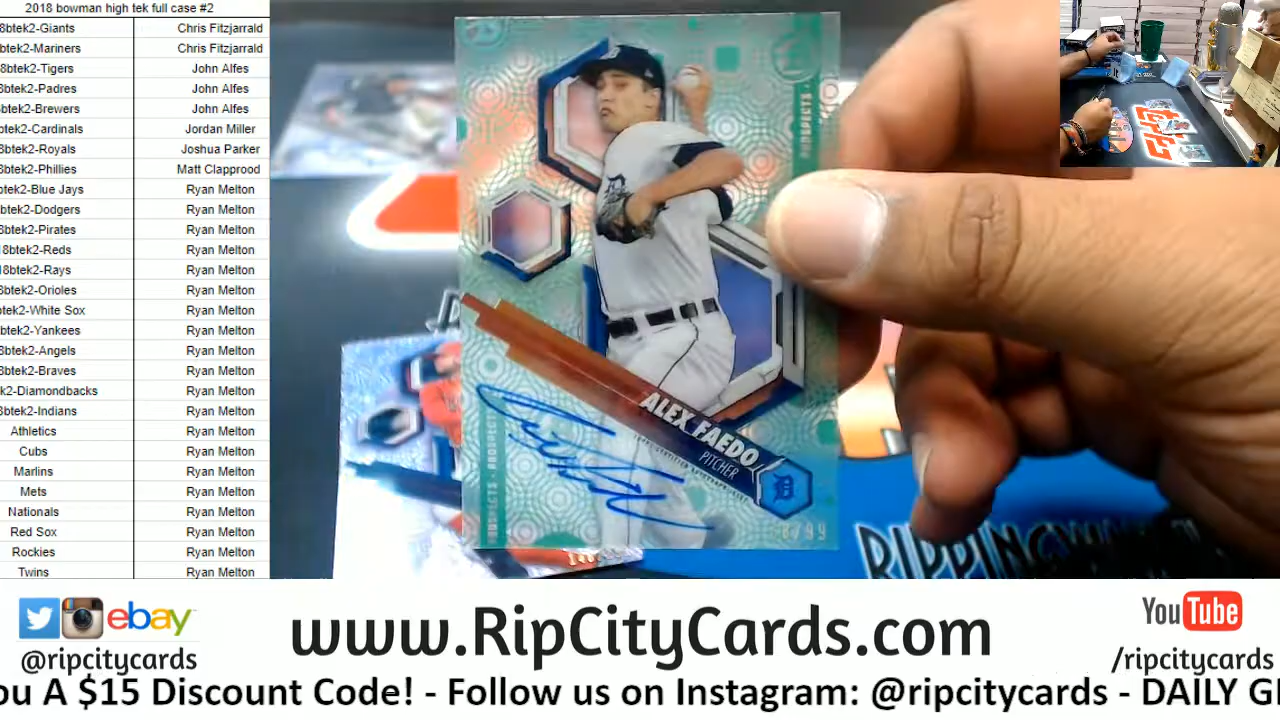 2018 bowman high tek full case #2
8btek2-Giants Chris Fitzjarrald
8btek2-Mariners Chris Fitzjarrald
8btek2-Tigers John Alfes
8btek2-Padres John Alfes
btek2-Brewers John Alfes
btek2-Cardinals Jordan Miller
8btek2-Royals Joshua Parker
8btek2-Phillies Matt Clapprood
btek2-Blue Jays Ryan Melton
btek2-Dodgers Ryan Melton
8btek2-Pirates Ryan Melton
18btek2-Reds Ryan Melton
18btek2-Rays Ryan Melton
8btek2-Orioles Ryan Melton
btek2-White Sox Ryan Melton
btek2-Yankees Ryan Melton
8btek2-Angels Ryan Melton
8btek2-Braves Ryan Melton
k2-Diamondbacks Ryan Melton
8btek2-Indians Ryan Melton
Athletics Ryan Melton
Cubs Ryan Melton
Marlins Ryan Melton
Mets Ryan Melton
Nationals Ryan Melton
Red Sox Ryan Melton
Rockies Ryan Melton
Twins Ryan Melton
PROSPECTS
ALEX FAEDO
PITCHER
PROSPECTS
/99
ebay
@ripcitycards
www.RipCityCards.com
YouTube
/ripcitycards
ou A $15 Discount Code! - Follow us on Instagram: @ripcitycards - DAILY GI